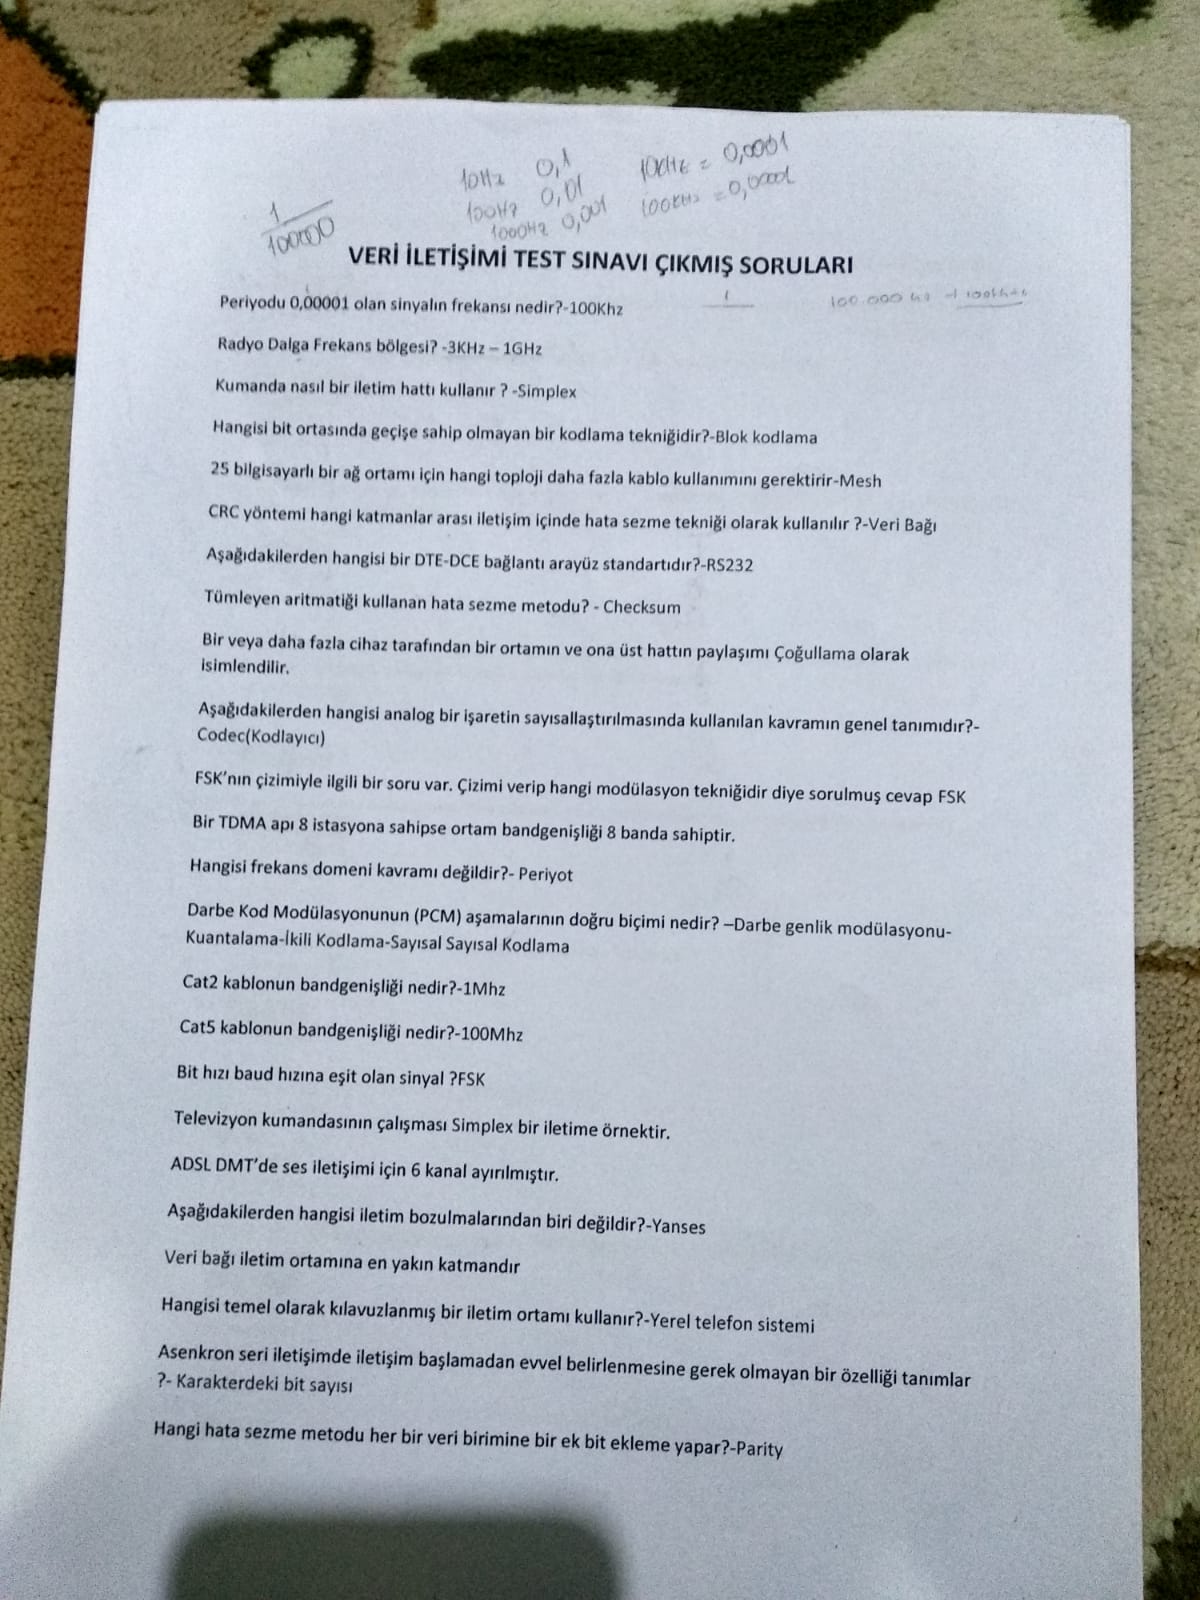 10Hz 0,1 10KHz = 0,0001
100Hz 0,01 100KHz = 0,00001
1000Hz 0,001
1
100000
VERİ İLETİŞİMİ TEST SINAVI ÇIKMIŞ SORULARI
Periyodu 0,00001 olan sinyalın frekansı nedir?-100Khz
1
100.000
Radyo Dalga Frekans bölgesi? -3KHz – 1GHz
Kumanda nasıl bir iletim hattı kullanır ? -Simplex
Hangisi bit ortasında geçişe sahip olmayan bir kodlama tekniğidir?-Blok kodlama
25 bilgisayarlı bir ağ ortamı için hangi toploji daha fazla kablo kullanımını gerektirir-Mesh
CRC yöntemi hangi katmanlar arası iletişim içinde hata sezme tekniği olarak kullanılır ?-Veri Bağı
Aşağıdakilerden hangisi bir DTE-DCE bağlantı arayüz standartıdır?-RS232
Tümleyen aritmatiği kullanan hata sezme metodu? - Checksum
Bir veya daha fazla cihaz tarafından bir ortamın ve ona üst hattın paylaşımı Çoğullama olarak
isimlendilir.
Aşağıdakilerden hangisi analog bir işaretin sayısallaştırılmasında kullanılan kavramın genel tanımıdır?-
Codec(Kodlayıcı)
FSK'nın çizimiyle ilgili bir soru var. Çizimi verip hangi modülasyon tekniğidir diye sorulmuş cevap FSK
Bir TDMA apı 8 istasyona sahipse ortam bandgenişliği 8 banda sahiptir.
Hangisi frekans domeni kavramı değildir?- Periyot
Darbe Kod Modülasyonunun (PCM) aşamalarının doğru biçimi nedir? –Darbe genlik modülasyonu-
Kuantalama-İkili Kodlama-Sayısal Sayısal Kodlama
Cat2 kablonun bandgenişliği nedir?-1Mhz
Cat5 kablonun bandgenişliği nedir?-100Mhz
Bit hızı baud hızına eşit olan sinyal ?FSK
Televizyon kumandasının çalışması Simplex bir iletime örnektir.
ADSL DMT'de ses iletişimi için 6 kanal ayırılmıştır.
Aşağıdakilerden hangisi iletim bozulmalarından biri değildir?-Yanses
Veri bağı iletim ortamına en yakın katmandır
Hangisi temel olarak kılavuzlanmış bir iletim ortamı kullanır?-Yerel telefon sistemi
Asenkron seri iletişimde iletişim başlamadan evvel belirlenmesine gerek olmayan bir özelliği tanımlar
?- Karakterdeki bit sayısı
Hangi hata sezme metodu her bir veri birimine bir ek bit ekleme yapar?-Parity